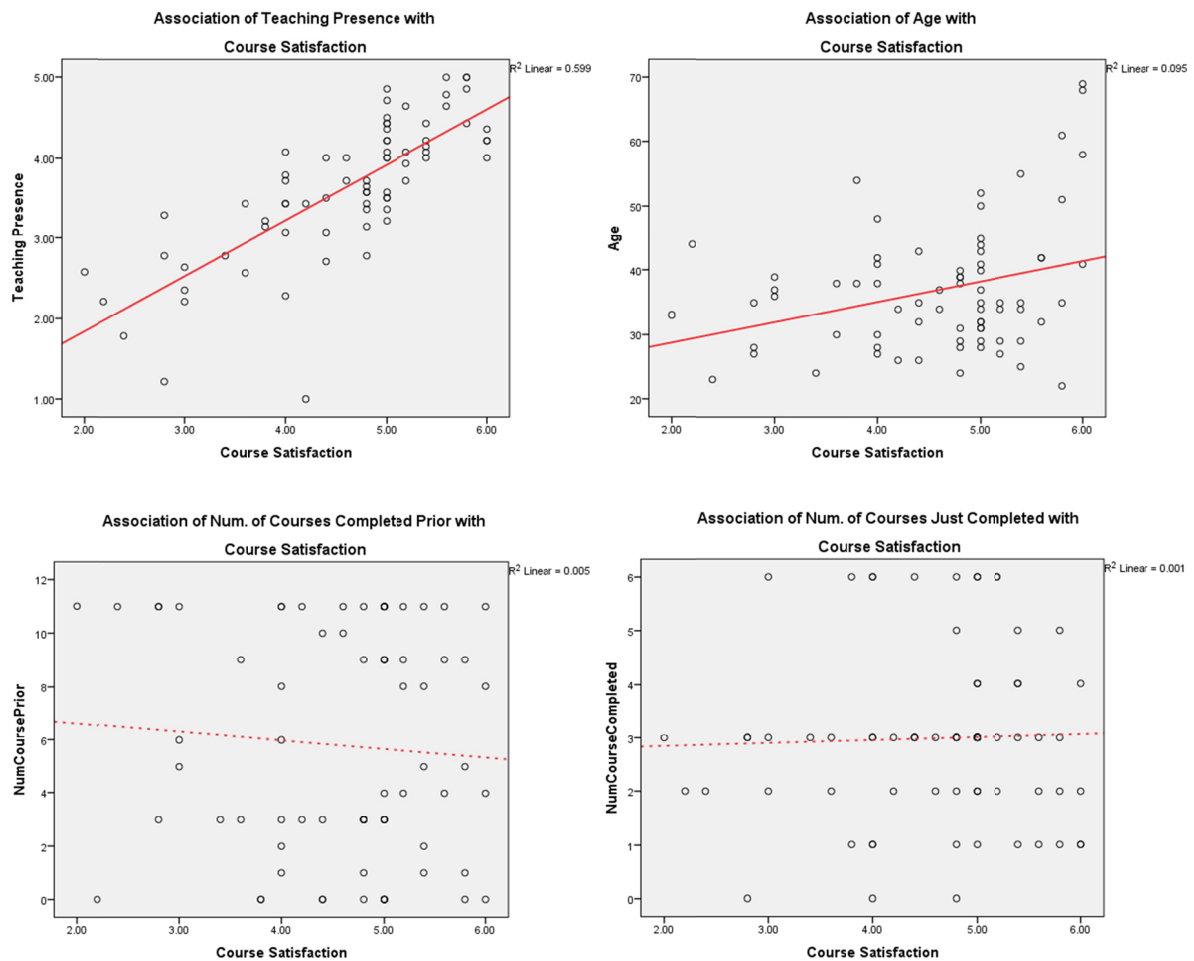 Association of Teaching Presence with
Course Satisfaction
R² Linear = 0.599
5.00
4.00
3.00
2.00
1.00
Teaching Presence
2.00 3.00 4.00 5.00 6.00
Course Satisfaction
Association of Age with
Course Satisfaction
R² Linear = 0.095
70
60
50
40
30
20
Age
2.00 3.00 4.00 5.00 6.00
Course Satisfaction
Association of Num. of Courses Completed Prior with
Course Satisfaction
R² Linear = 0.005
12
10
8
6
4
2
0
NumCoursePrior
2.00 3.00 4.00 5.00 6.00
Course Satisfaction
Association of Num. of Courses Just Completed with
Course Satisfaction
R² Linear = 0.001
6
5
4
3
2
1
0
NumCourseCompleted
2.00 3.00 4.00 5.00 6.00
Course Satisfaction